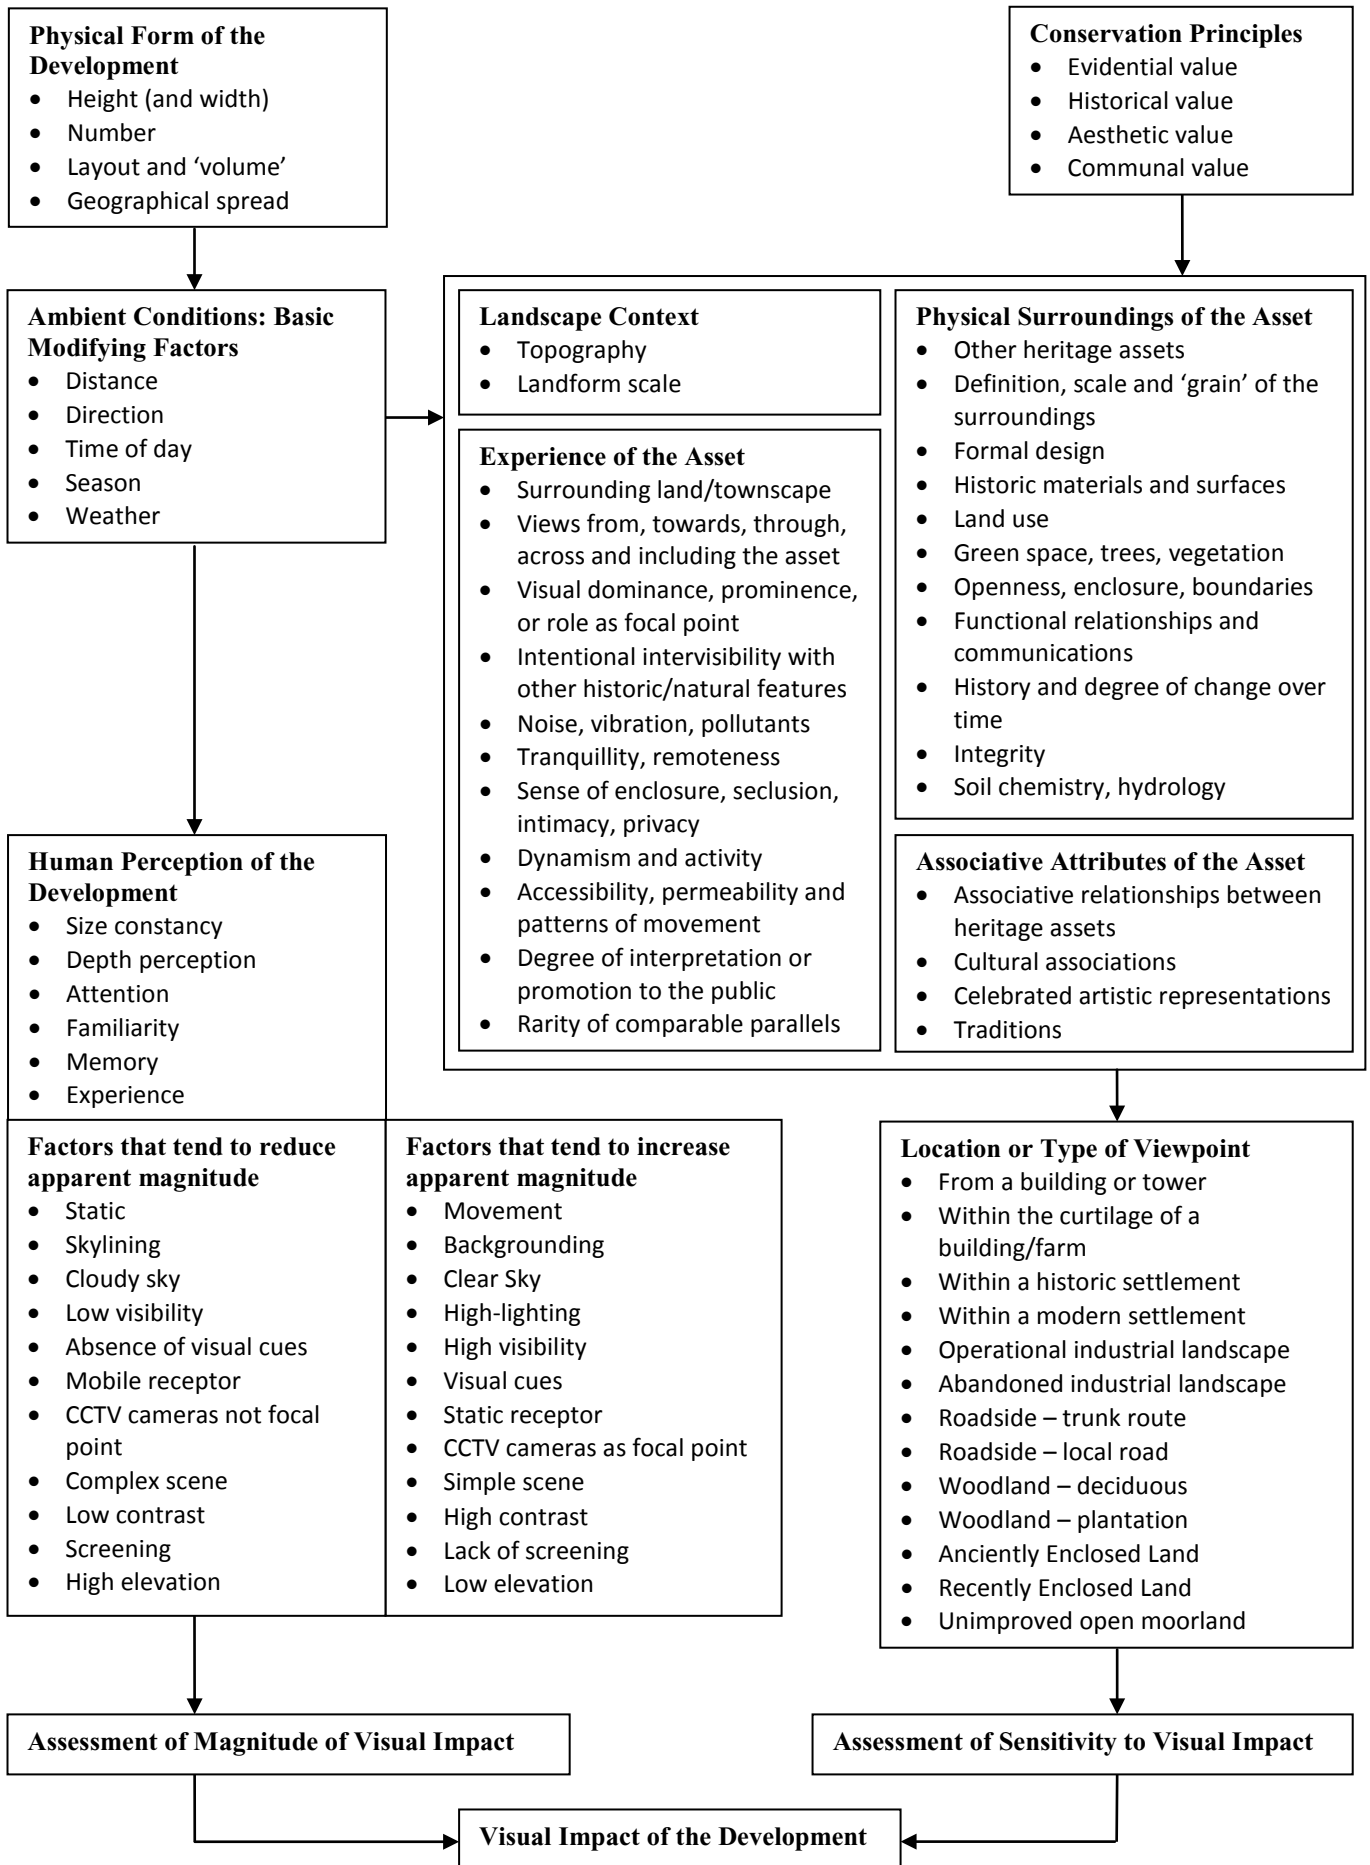 Physical Form of the
Development
• Height (and width)
• Number
• Layout and ‘volume’
• Geographical spread
Conservation Principles
• Evidential value
• Historical value
• Aesthetic value
• Communal value
Ambient Conditions: Basic
Modifying Factors
• Distance
• Direction
• Time of day
• Season
• Weather
Landscape Context
• Topography
• Landform scale
Experience of the Asset
• Surrounding land/townscape
• Views from, towards, through,
across and including the asset
• Visual dominance, prominence,
or role as focal point
• Intentional intervisibility with
other historic/natural features
• Noise, vibration, pollutants
• Tranquillity, remoteness
• Sense of enclosure, seclusion,
intimacy, privacy
• Dynamism and activity
• Accessibility, permeability and
patterns of movement
• Degree of interpretation or
promotion to the public
• Rarity of comparable parallels
Physical Surroundings of the Asset
• Other heritage assets
• Definition, scale and ‘grain’ of the
surroundings
• Formal design
• Historic materials and surfaces
• Land use
• Green space, trees, vegetation
• Openness, enclosure, boundaries
• Functional relationships and
communications
• History and degree of change over
time
• Integrity
• Soil chemistry, hydrology
Associative Attributes of the Asset
• Associative relationships between
heritage assets
• Cultural associations
• Celebrated artistic representations
• Traditions
Human Perception of the
Development
• Size constancy
• Depth perception
• Attention
• Familiarity
• Memory
• Experience
Factors that tend to reduce
apparent magnitude
• Static
• Skylining
• Cloudy sky
• Low visibility
• Absence of visual cues
• Mobile receptor
• CCTV cameras not focal
point
• Complex scene
• Low contrast
• Screening
• High elevation
Factors that tend to increase
apparent magnitude
• Movement
• Backgrounding
• Clear Sky
• High-lighting
• High visibility
• Visual cues
• Static receptor
• CCTV cameras as focal point
• Simple scene
• High contrast
• Lack of screening
• Low elevation
Location or Type of Viewpoint
• From a building or tower
• Within the curtilage of a
building/farm
• Within a historic settlement
• Within a modern settlement
• Operational industrial landscape
• Abandoned industrial landscape
• Roadside – trunk route
• Roadside – local road
• Woodland – deciduous
• Woodland – plantation
• Anciently Enclosed Land
• Recently Enclosed Land
• Unimproved open moorland
Assessment of Magnitude of Visual Impact
Assessment of Sensitivity to Visual Impact
Visual Impact of the Development